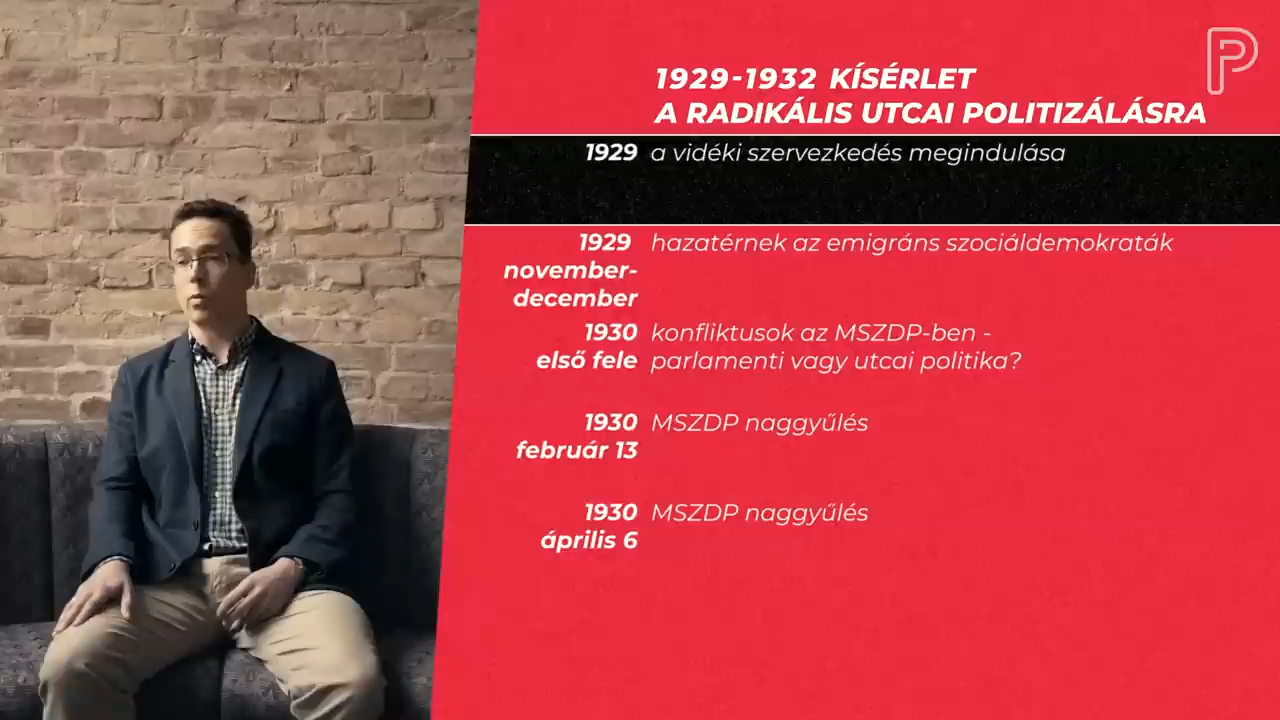 P
1929-1932 KÍSÉRLET
A RADIKÁLIS UTCAI POLITIZÁLÁSRA
1929 a vidéki szervezkedés megindulása
1929 hazatérnek az emigráns szociáldemokraták
november-
december
1930 konfliktusok az MSZDP-ben -
első fele parlamenti vagy utcai politika?
1930 MSZDP naggyűlés
február 13
1930 MSZDP naggyűlés
április 6